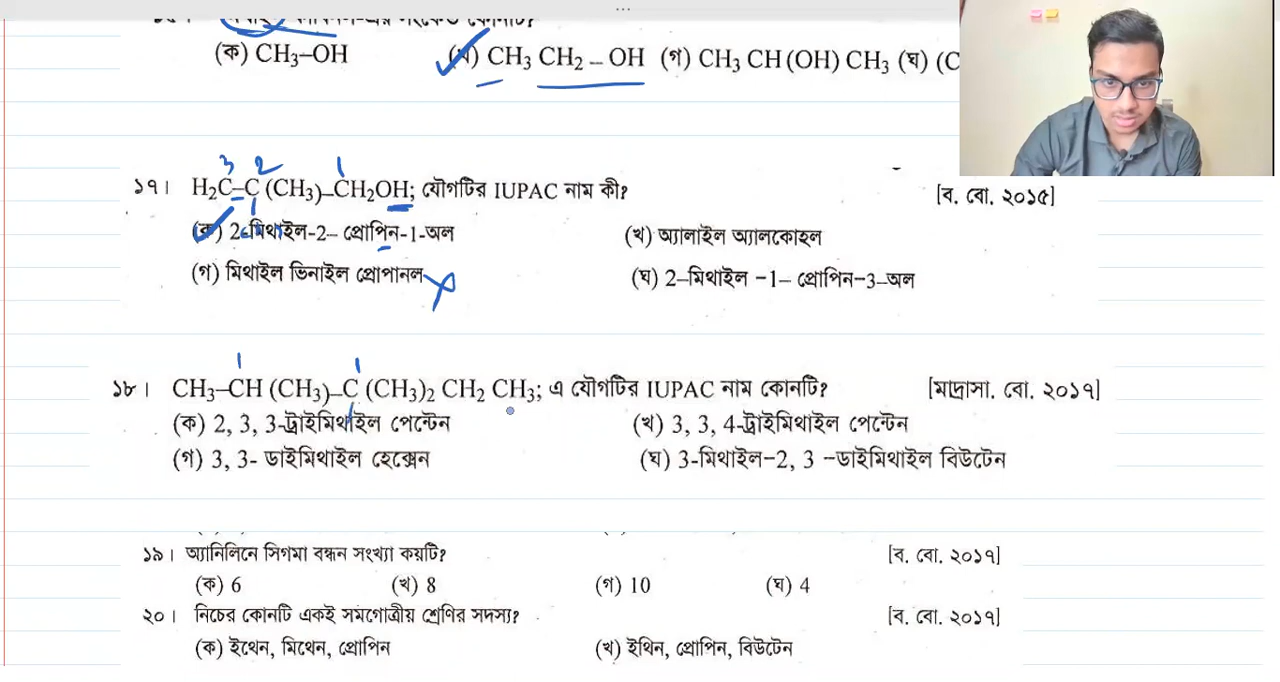 (ক) CH₃–OH (খ) CH₃ CH₂ – OH (গ) CH₃ CH (OH) CH₃ (ঘ) (C
3 2 1
১৭। H₂C–C (CH₃)–CH₂OH; যৌগটির IUPAC নাম কী? [ব. বো. ২০১৫]
(ক) 2-মিথাইল-2– প্রোপিন-1-অল (খ) অ্যালাইল অ্যালকোহল
(গ) মিথাইল ভিনাইল প্রোপানল (ঘ) 2–মিথাইল –1– প্রোপিন–3–অল
১৮। CH₃–CH (CH₃)–C (CH₃)₂ CH₂ CH₃; এ যৌগটির IUPAC নাম কোনটি? [মাদ্রাসা. বো. ২০১৭]
(ক) 2, 3, 3-ট্রাইমিথাইল পেন্টেন (খ) 3, 3, 4-ট্রাইমিথাইল পেন্টেন
(গ) 3, 3- ডাইমিথাইল হেক্সেন (ঘ) 3-মিথাইল–2, 3 –ডাইমিথাইল বিউটেন
১৯। অ্যানিলিনে সিগমা বন্ধন সংখ্যা কয়টি? [ব. বো. ২০১৭]
(ক) 6 (খ) 8 (গ) 10 (ঘ) 4
২০। নিচের কোনটি একই সমগোত্রীয় শ্রেণির সদস্য? [ব. বো. ২০১৭]
(ক) ইথেন, মিথেন, প্রোপিন (খ) ইথিন, প্রোপিন, বিউটেন